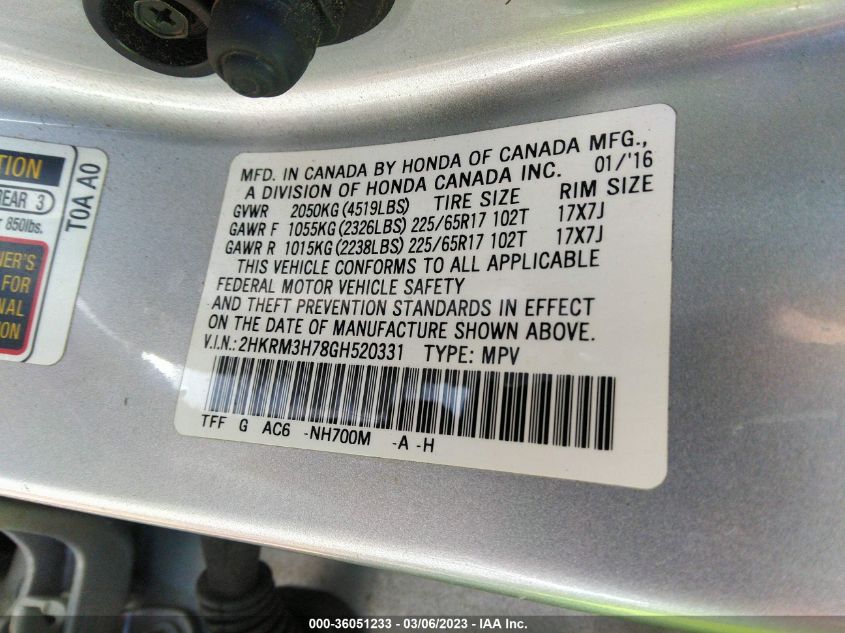 TION
REAR 3
r 850lbs.
NER'S
FOR
NAL
TION
T0A A0
MFD. IN CANADA BY HONDA OF CANADA MFG.,
A DIVISION OF HONDA CANADA INC. 01/'16
GVWR 2050KG (4519LBS) TIRE SIZE RIM SIZE
GAWR F 1055KG (2326LBS) 225/65R17 102T 17X7J
GAWR R 1015KG (2238LBS) 225/65R17 102T 17X7J
THIS VEHICLE CONFORMS TO ALL APPLICABLE
FEDERAL MOTOR VEHICLE SAFETY
AND THEFT PREVENTION STANDARDS IN EFFECT
ON THE DATE OF MANUFACTURE SHOWN ABOVE.
V.I.N.: 2HKRM3H78GH520331 TYPE: MPV
TFF G AC6 -NH700M -A -H
000-36051233 - 03/06/2023 - IAA Inc.